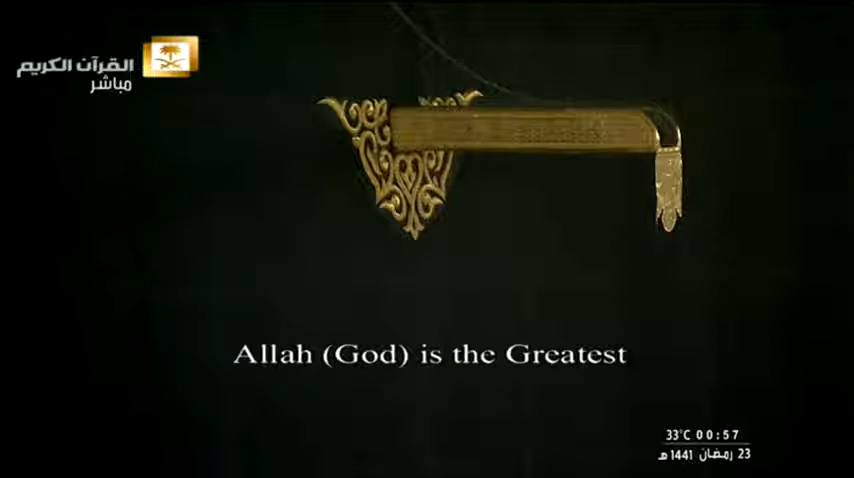 القرآن الكريم
مباشر
Allah (God) is the Greatest
33°C 00:57
23 رمضان 1441 هـ